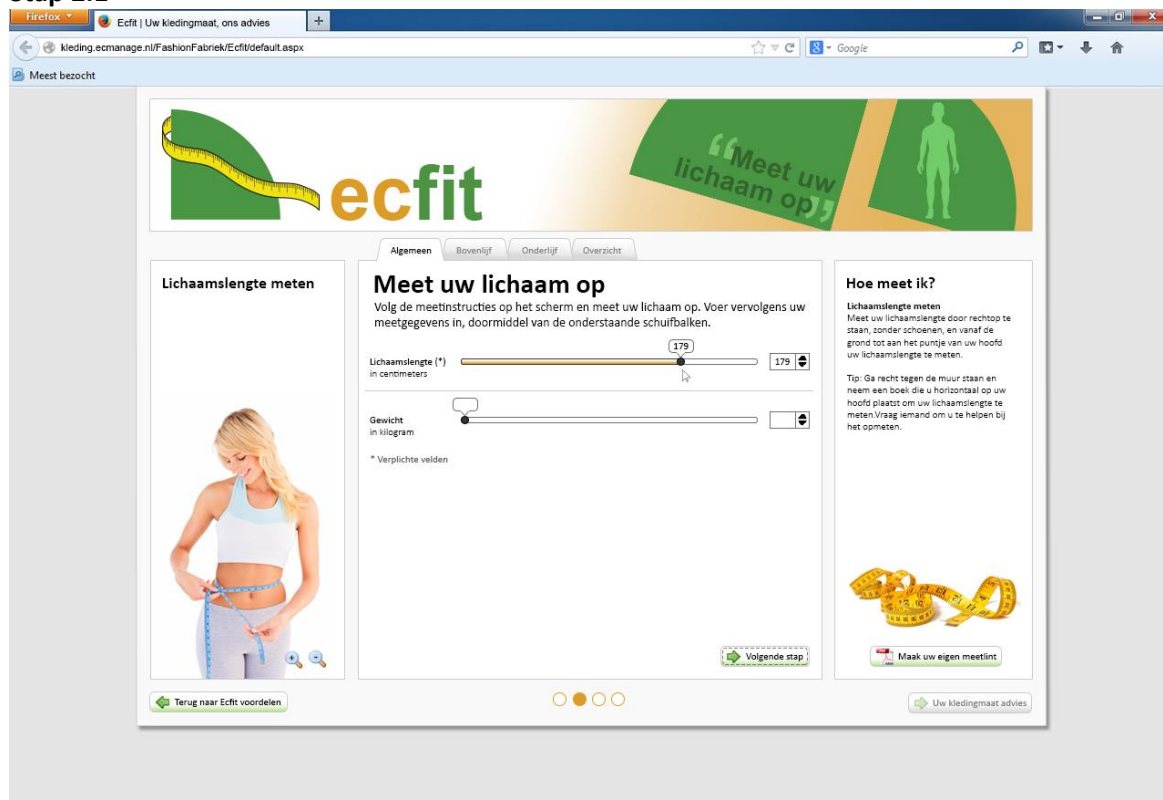 Firefox
Ecfit | Uw kledingmaat, ons advies
+
kleding.ecmanage.nl/FashionFabriek/Ecfit/default.aspx
Google
Meest bezocht
ecfit
“Meet uw
lichaam op”
Algemeen
Bovenlijf
Onderlijf
Overzicht
Lichaamslengte meten
Meet uw lichaam op
Volg de meetinstructies op het scherm en meet uw lichaam op. Voer vervolgens uw
meetgegevens in, doormiddel van de onderstaande schuifbalken.
179
Lichaamslengte (*)
in centimeters
179
Gewicht
in kilogram
* Verplichte velden
Volgende stap
Hoe meet ik?
Lichaamslengte meten
Meet uw lichaamslengte door rechtop te
staan, zonder schoenen, en vanaf de
grond tot aan het puntje van uw hoofd
uw lichaamslengte te meten.
Tip: Ga recht tegen de muur staan en
neem een boek die u horizontaal op uw
hoofd plaatst om uw lichaamslengte te
meten.Vraag iemand om u te helpen bij
het opmeten.
Maak uw eigen meetlint
Terug naar Ecfit voordelen
Uw kledingmaat advies